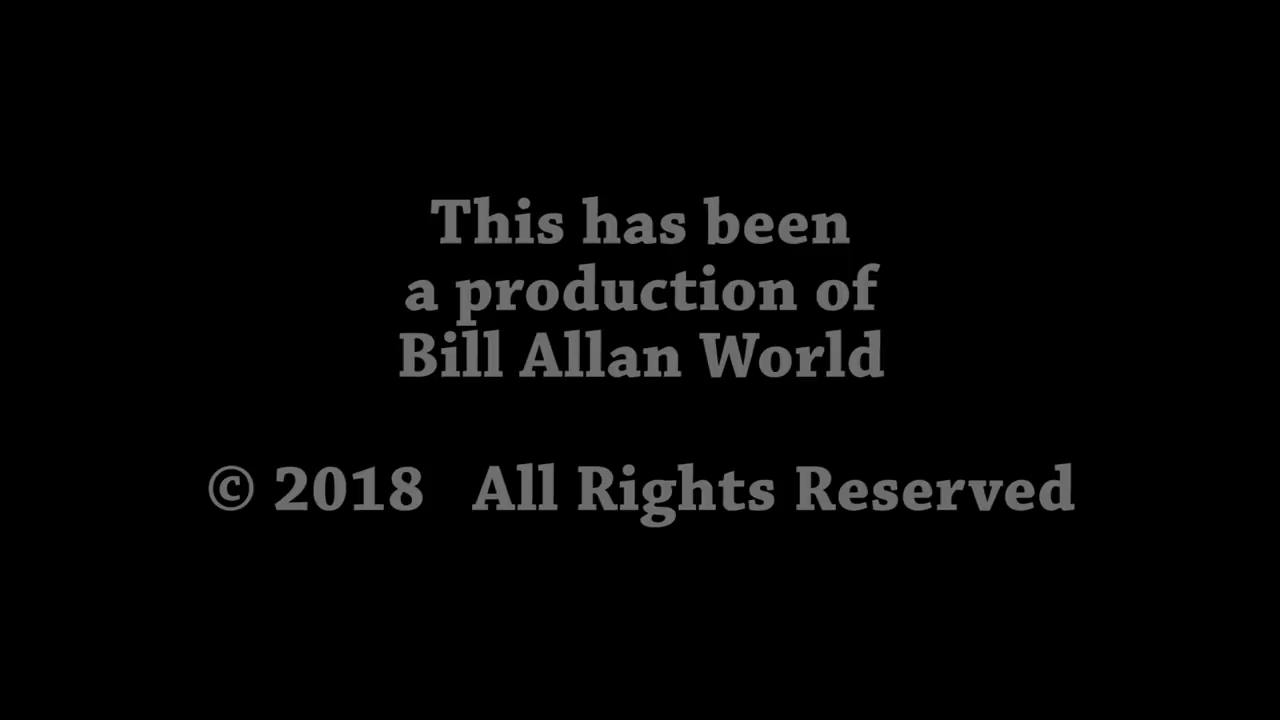 This has been
a production of
Bill Allan World
© 2018   All Rights Reserved